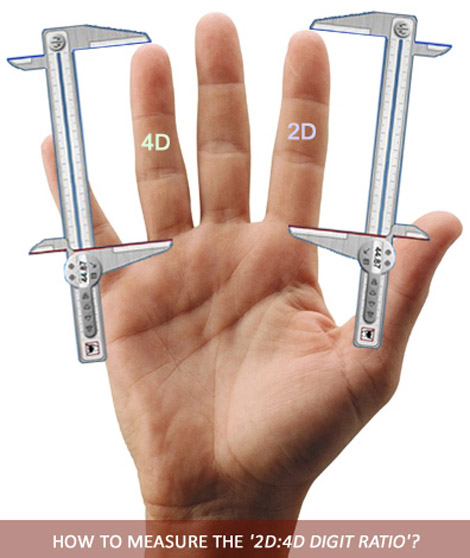 4D
2D
HOW TO MEASURE THE '2D:4D DIGIT RATIO'?